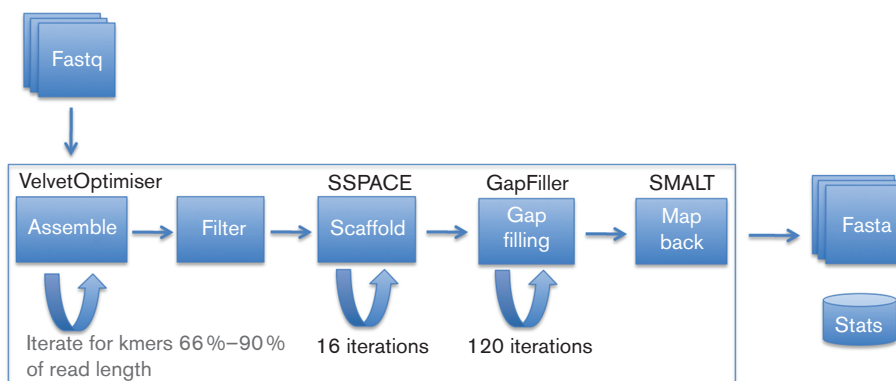 Fastq
VelvetOptimiser
SSPACE
GapFiller
SMALT
Assemble
Filter
Scaffold
Gap
filling
Map
back
Fasta
Iterate for kmers 66 %–90 %
of read length
16 iterations
120 iterations
Stats